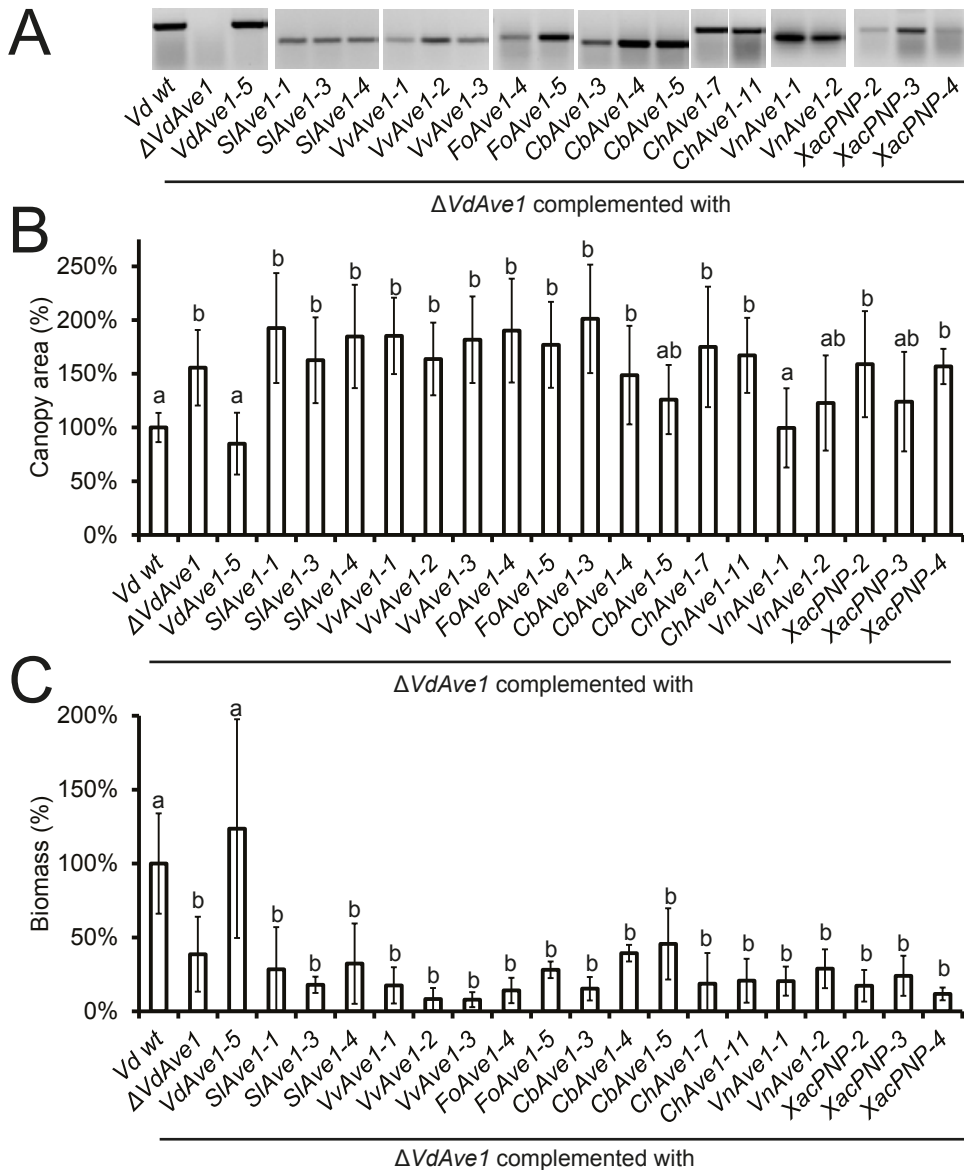 A
Vd wt
ΔVdAve1
VdAve1-5
SlAve1-1
SlAve1-3
SlAve1-4
VvAve1-1
VvAve1-2
VvAve1-3
FoAve1-4
FoAve1-5
CbAve1-3
CbAve1-4
CbAve1-5
ChAve1-7
ChAve1-11
VnAve1-1
VnAve1-2
XacPNP-2
XacPNP-3
XacPNP-4
ΔVdAve1 complemented with
B
Canopy area (%)
250%
200%
150%
100%
50%
0%
a b a b b b b b b b b b b ab b b a ab b ab b
Vd wt
ΔVdAve1
VdAve1-5
SlAve1-1
SlAve1-3
SlAve1-4
VvAve1-1
VvAve1-2
VvAve1-3
FoAve1-4
FoAve1-5
CbAve1-3
CbAve1-4
CbAve1-5
ChAve1-7
ChAve1-11
VnAve1-1
VnAve1-2
XacPNP-2
XacPNP-3
XacPNP-4
ΔVdAve1 complemented with
C
Biomass (%)
200%
150%
100%
50%
0%
a b a b b b b b b b b b b b b b b b b b b
Vd wt
ΔVdAve1
VdAve1-5
SlAve1-1
SlAve1-3
SlAve1-4
VvAve1-1
VvAve1-2
VvAve1-3
FoAve1-4
FoAve1-5
CbAve1-3
CbAve1-4
CbAve1-5
ChAve1-7
ChAve1-11
VnAve1-1
VnAve1-2
XacPNP-2
XacPNP-3
XacPNP-4
ΔVdAve1 complemented with